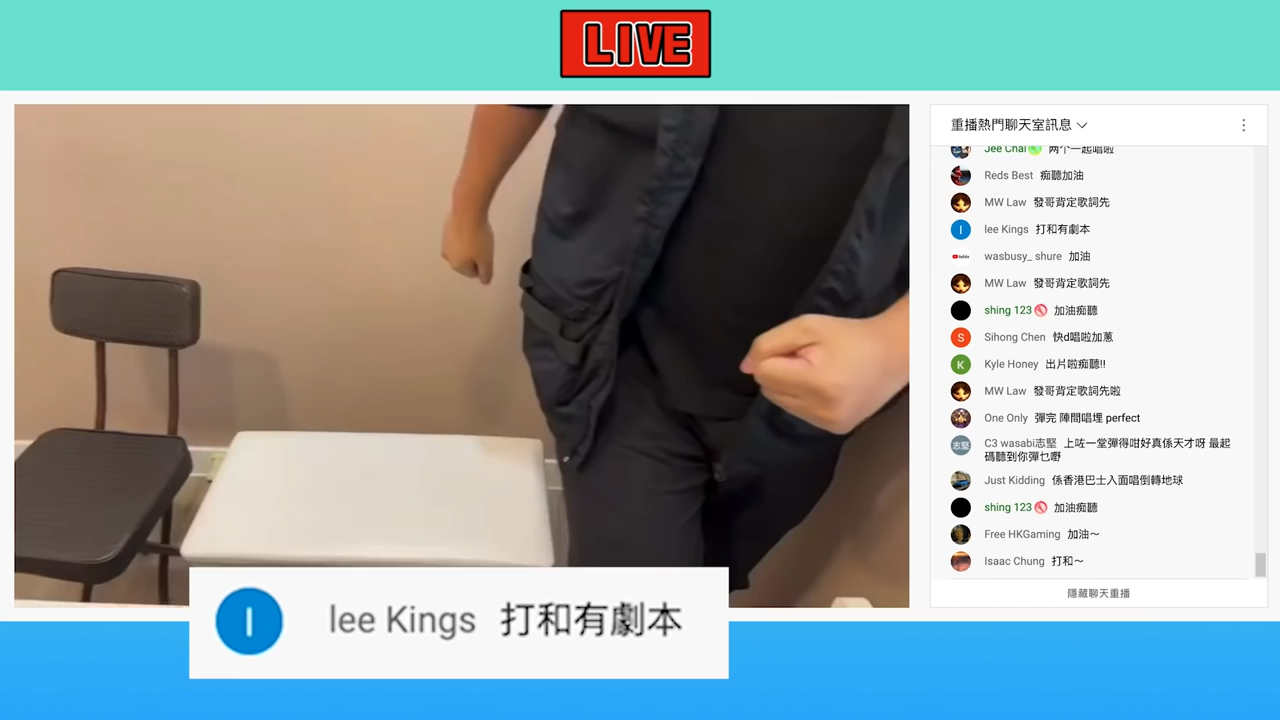 LIVE
重播熱門聊天室訊息
Jee Chai 两个一起唱啦
Reds Best 痴聽加油
MW Law 發哥背定歌詞先
lee Kings 打和有劇本
wasbusy_ shure 加油
MW Law 發哥背定歌詞先
shing 123 加油痴聽
S Sihong Chen 快d唱啦加蔥
K Kyle Honey 出片啦痴聽!!
MW Law 發哥背定歌詞先啦
One Only 彈完 陣間唱埋 perfect
志堅 C3 wasabi志堅 上咗一堂彈得咁好真係天才呀 最起
碼聽到你彈乜嘢
Just Kidding 係香港巴士入面唱倒轉地球
shing 123 加油痴聽
Free HKGaming 加油～
Isaac Chung 打和～
隱藏聊天重播
l lee Kings 打和有劇本